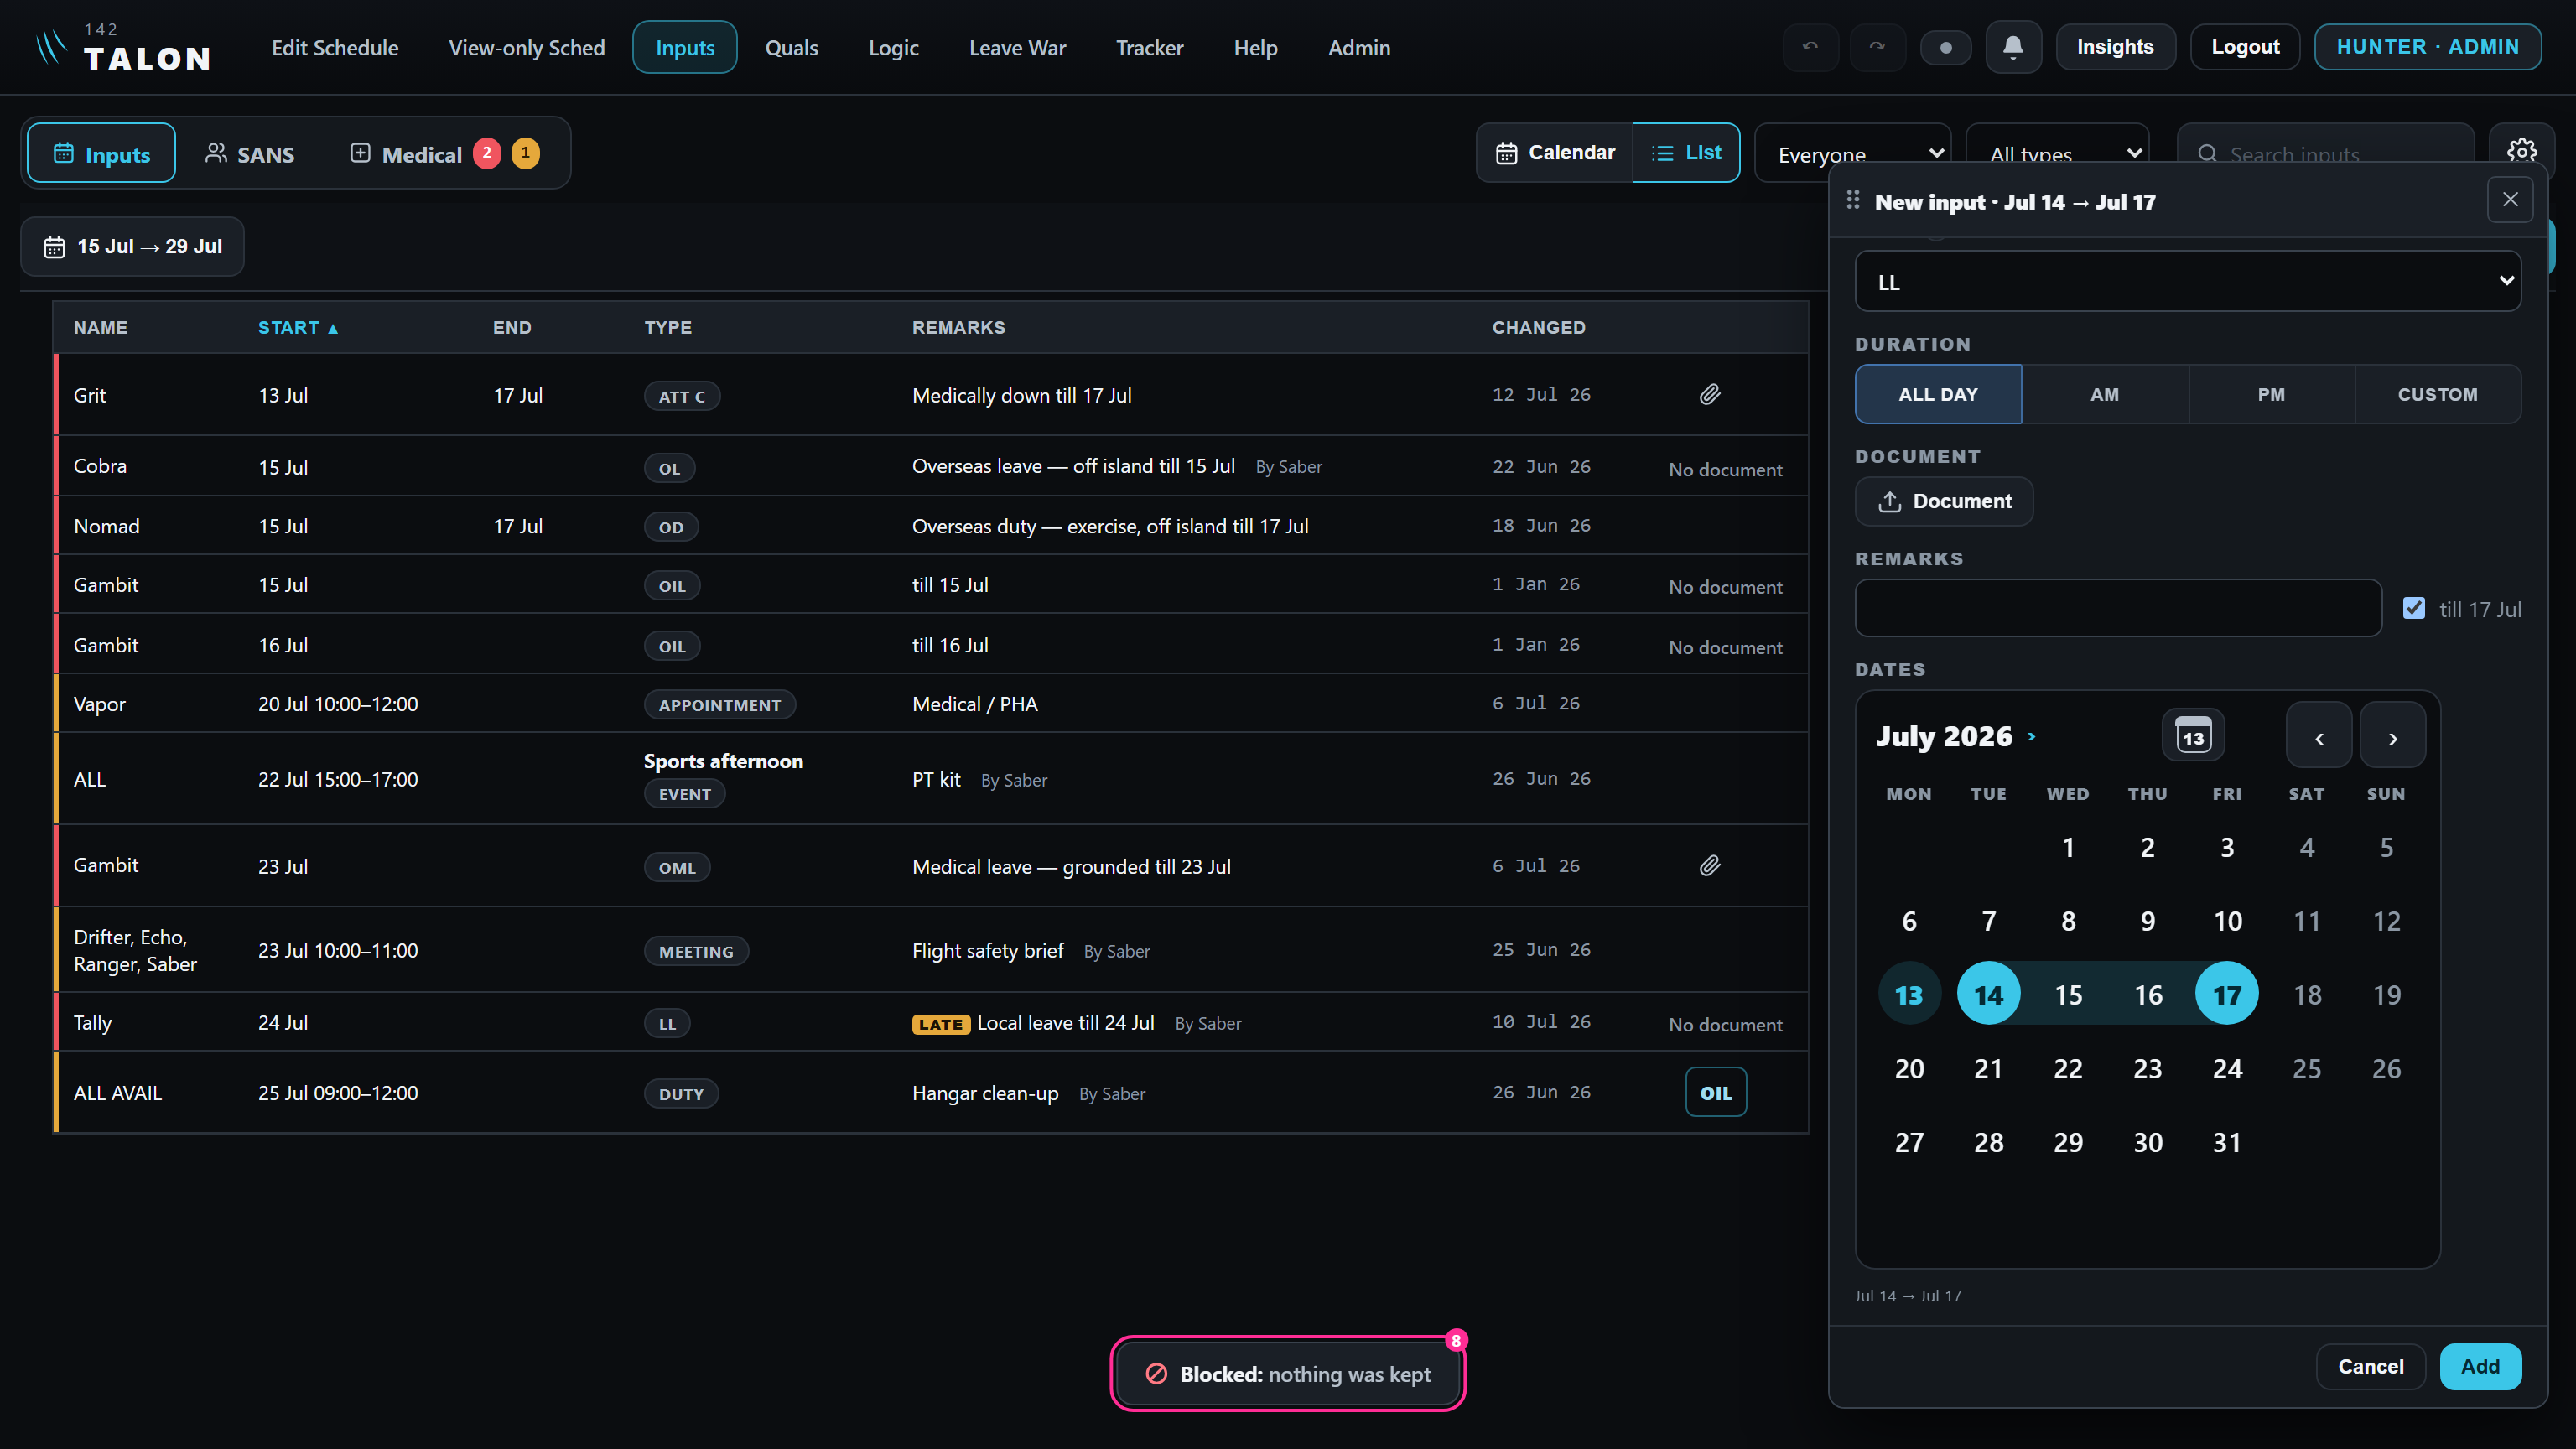 142
TALON
Edit Schedule
View-only Sched
Inputs
Quals
Logic
Leave War
Tracker
Help
Admin
Insights
Logout
HUNTER · ADMIN
Inputs
SANS
Medical 2 1
Calendar
List
Everyone
All types
Search inputs
15 Jul → 29 Jul
NAME START ▲ END TYPE REMARKS CHANGED
Grit 13 Jul 17 Jul ATT C Medically down till 17 Jul 12 Jul 26
Cobra 15 Jul OL Overseas leave — off island till 15 Jul By Saber 22 Jun 26 No document
Nomad 15 Jul 17 Jul OD Overseas duty — exercise, off island till 17 Jul 18 Jun 26
Gambit 15 Jul OIL till 15 Jul 1 Jan 26 No document
Gambit 16 Jul OIL till 16 Jul 1 Jan 26 No document
Vapor 20 Jul 10:00–12:00 APPOINTMENT Medical / PHA 6 Jul 26
ALL 22 Jul 15:00–17:00 Sports afternoon EVENT PT kit By Saber 26 Jun 26
Gambit 23 Jul OML Medical leave — grounded till 23 Jul 6 Jul 26
Drifter, Echo,
Ranger, Saber 23 Jul 10:00–11:00 MEETING Flight safety brief By Saber 25 Jun 26
Tally 24 Jul LL LATE Local leave till 24 Jul By Saber 10 Jul 26 No document
ALL AVAIL 25 Jul 09:00–12:00 DUTY Hangar clean-up By Saber 26 Jun 26 OIL
New input · Jul 14 → Jul 17
LL
DURATION
ALL DAY AM PM CUSTOM
DOCUMENT
Document
REMARKS
till 17 Jul
DATES
July 2026 › 13 ‹ ›
MON TUE WED THU FRI SAT SUN
1 2 3 4 5
6 7 8 9 10 11 12
13 14 15 16 17 18 19
20 21 22 23 24 25 26
27 28 29 30 31
Jul 14 → Jul 17
Cancel
Add
8
Blocked: nothing was kept